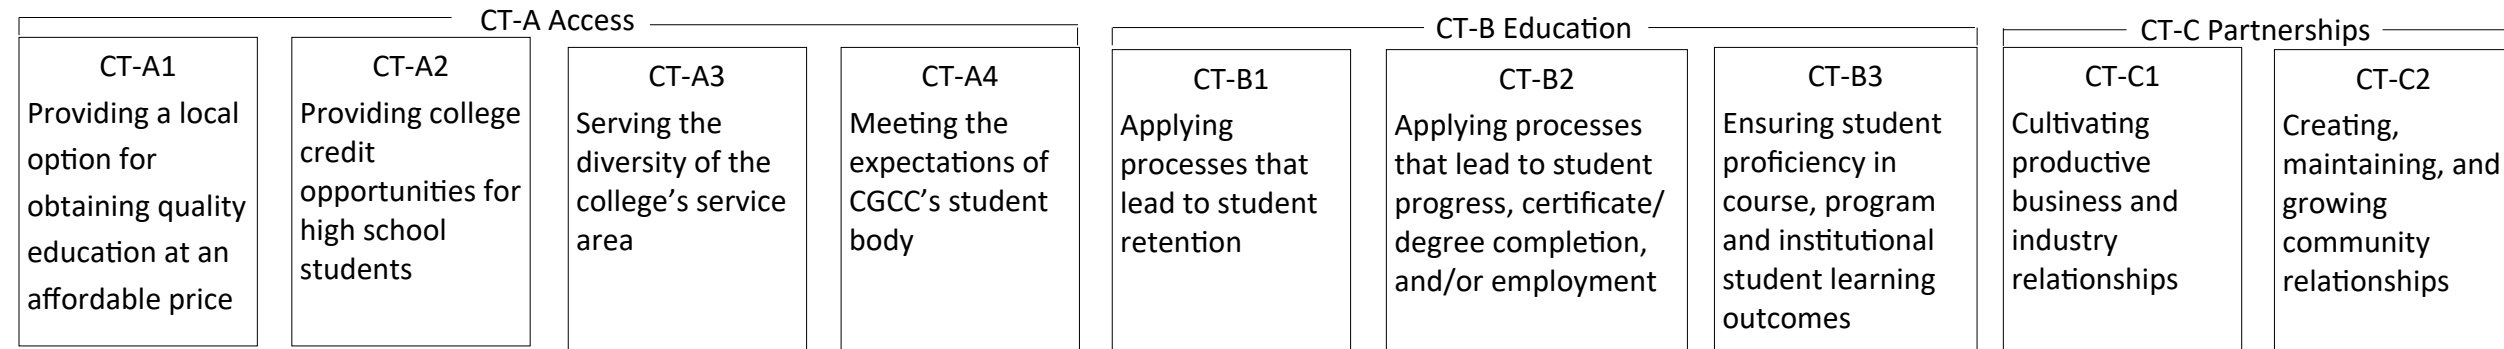 CT-A Access
CT-A1
Providing a local
option for
obtaining quality
education at an
affordable price
CT-A2
Providing college
credit
opportunities for
high school
students
CT-A3
Serving the
diversity of the
college’s service
area
CT-A4
Meeting the
expectations of
CGCC’s student
body
CT-B Education
CT-B1
Applying
processes that
lead to student
retention
CT-B2
Applying processes
that lead to student
progress, certificate/
degree completion,
and/or employment
CT-B3
Ensuring student
proficiency in
course, program
and institutional
student learning
outcomes
CT-C Partnerships
CT-C1
Cultivating
productive
business and
industry
relationships
CT-C2
Creating,
maintaining, and
growing
community
relationships